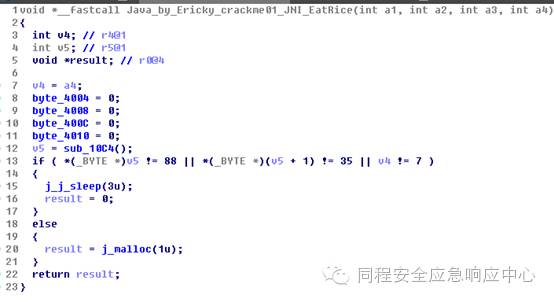 1 void *__fastcall Java_by_Ericky_crackme01_JNI_EatRice(int a1, int a2, int a3, int a4)
2 {
3 int v4; // r4@1
4 int v5; // r5@1
5 void *result; // r0@4
6
7 v4 = a4;
8 byte_4004 = 0;
9 byte_4008 = 0;
10 byte_400C = 0;
11 byte_4010 = 0;
12 v5 = sub_10C4();
13 if ( *(_BYTE *)v5 != 88 || *(_BYTE *)(v5 + 1) != 35 || v4 != 7 )
14 {
15 j_j_sleep(3u);
16 result = 0;
17 }
18 else
19 {
20 result = j_malloc(1u);
21 }
22 return result;
23 }
同程安全应急响应中心